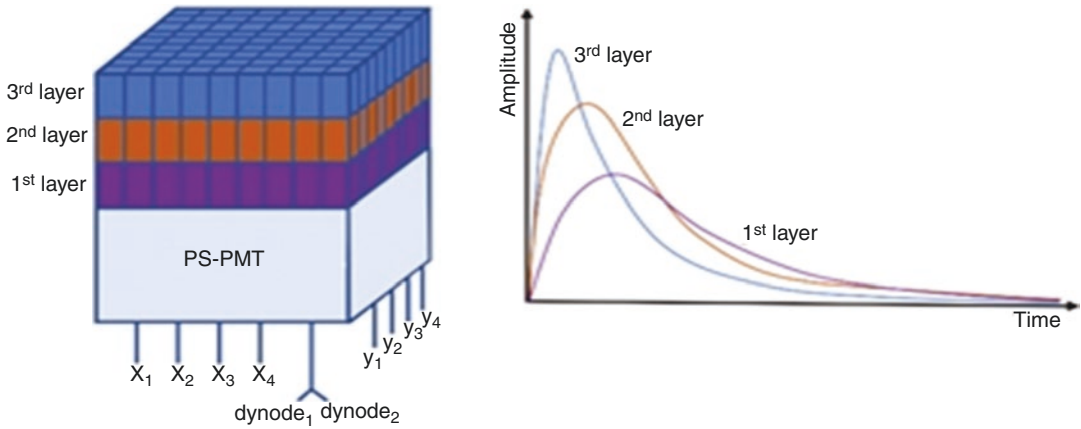 3rd layer
2nd layer
1st layer
PS-PMT
X1 X2 X3 X4
y1 y2 y3 y4
dynode1 dynode2
Amplitude
3rd layer
2nd layer
1st layer
Time